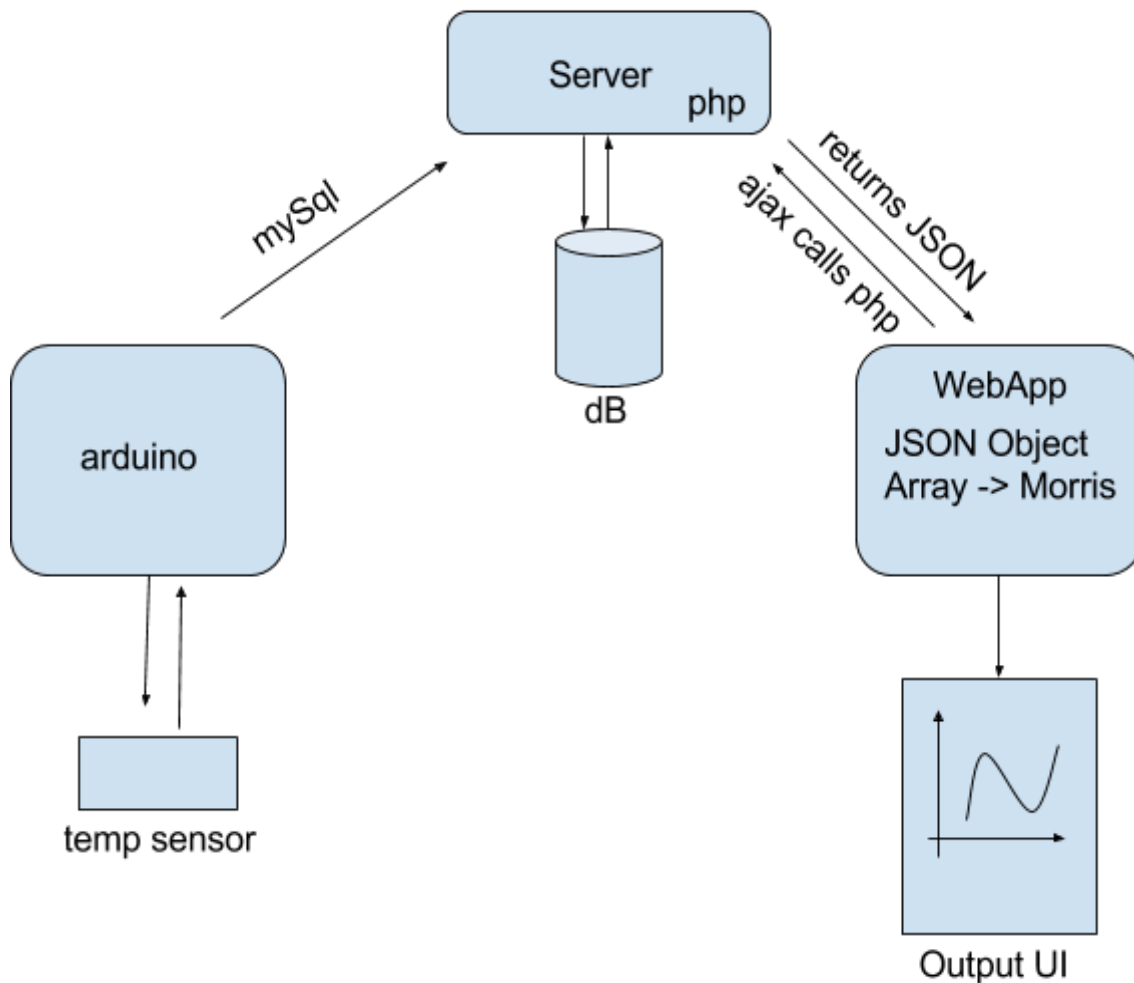 Server
php
mySql
returns JSON
ajax calls php
dB
arduino
WebApp
JSON Object
Array -> Morris
temp sensor
Output UI